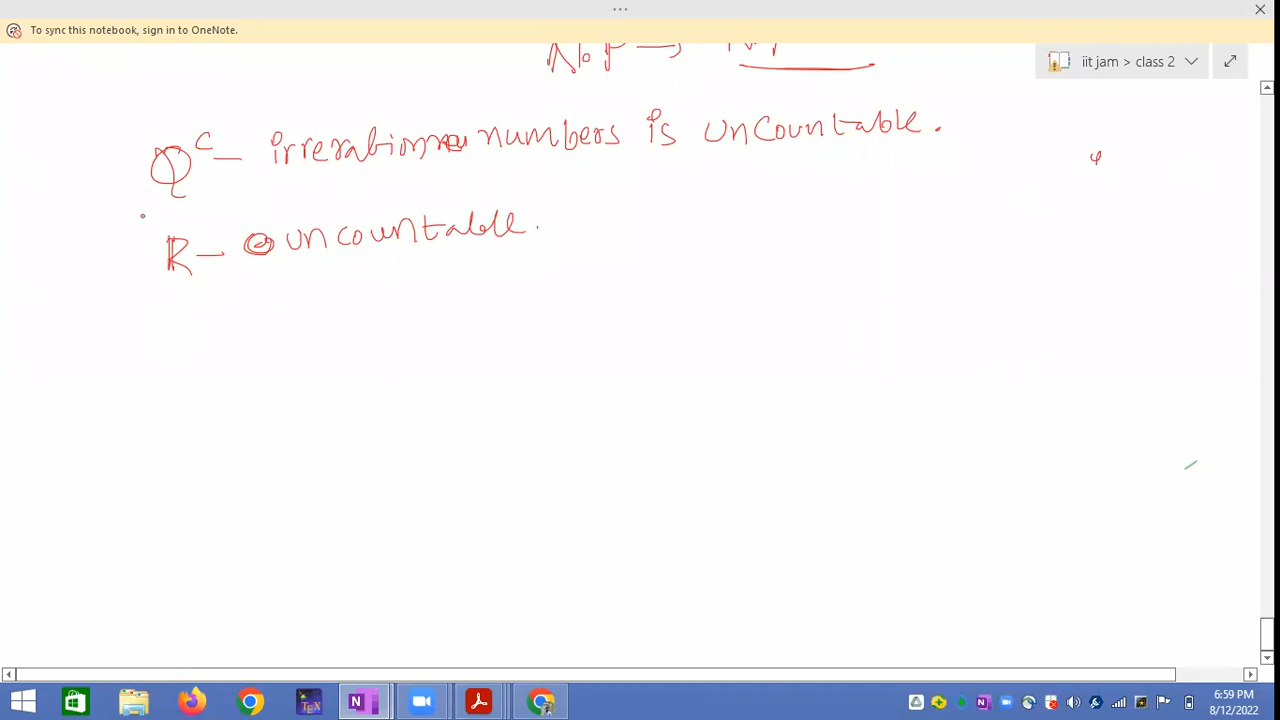 To sync this notebook, sign in to OneNote.
iit jam > class 2
Q^c – irrerational numbers is uncountable.
R – uncountable.
6:59 PM
8/12/2022